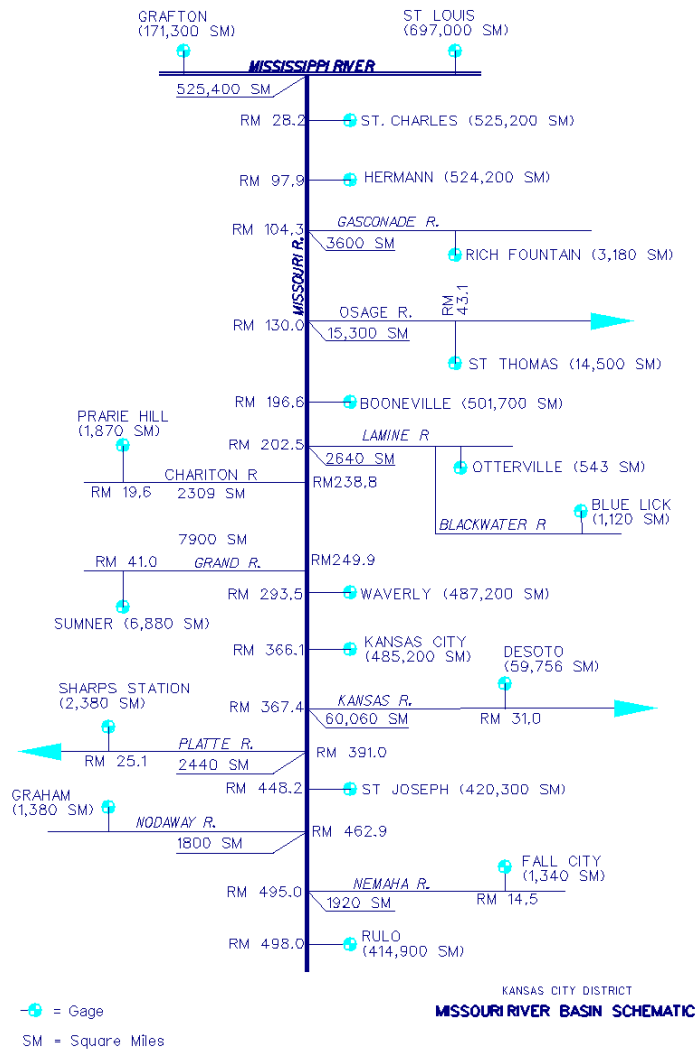 GRAFTON
(171,300 SM)
ST LOUIS
(697,000 SM)
MISSISSIPPI RIVER
525,400 SM
RM 28.2
ST. CHARLES (525,200 SM)
RM 97.9
HERMANN (524,200 SM)
RM 104.3
GASCONADE R.
3600 SM
RICH FOUNTAIN (3,180 SM)
MISSOURI R.
RM 43.1
OSAGE R.
RM 130.0
15,300 SM
ST THOMAS (14,500 SM)
RM 196.6
BOONEVILLE (501,700 SM)
PRARIE HILL
(1,870 SM)
RM 202.5
LAMINE R
2640 SM
OTTERVILLE (543 SM)
CHARITON R
RM238.8
RM 19.6
2309 SM
BLUE LICK
(1,120 SM)
BLACKWATER R
7900 SM
RM 41.0
GRAND R.
RM249.9
RM 293.5
WAVERLY (487,200 SM)
SUMNER (6,880 SM)
RM 366.1
KANSAS CITY
(485,200 SM)
DESOTO
(59,756 SM)
SHARPS STATION
(2,380 SM)
RM 367.4
KANSAS R.
60,060 SM
RM 31.0
PLATTE R.
RM 391.0
RM 25.1
2440 SM
RM 448.2
ST JOSEPH (420,300 SM)
GRAHAM
(1,380 SM)
NODAWAY R.
RM 462.9
1800 SM
FALL CITY
(1,340 SM)
RM 495.0
NEMAHA R.
1920 SM
RM 14.5
RM 498.0
RULO
(414,900 SM)
KANSAS CITY DISTRICT
MISSOURI RIVER BASIN SCHEMATIC
= Gage
SM = Square Miles